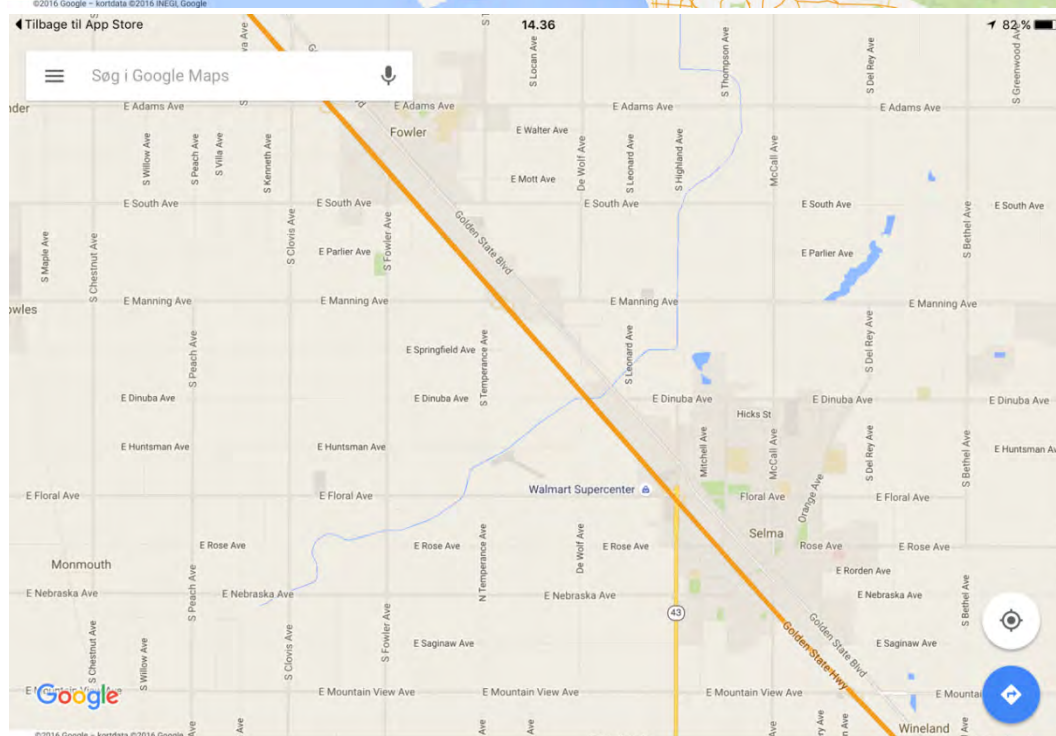 ©2016 Google – kortdata ©2016 INEGI, Google
Tilbage til App Store
14.36
82 %
Søg i Google Maps
S Locan Ave
S Thompson Ave
S Del Rey Ave
S Greenwood Ave
E Adams Ave
E Adams Ave
E Adams Ave
E Adams Ave
Fowler
E Walter Ave
S Willow Ave
S Peach Ave
S Villa Ave
S Kenneth Ave
De Wolf Ave
S Leonard Ave
S Highland Ave
McCall Ave
E Mott Ave
E South Ave
E South Ave
E South Ave
E South Ave
E South Ave
S Maple Ave
S Chestnut Ave
S Clovis Ave
E Parlier Ave
S Fowler Ave
Golden State Blvd
E Parlier Ave
S Bethel Ave
E Manning Ave
E Manning Ave
E Manning Ave
E Manning Ave
owles
S Peach Ave
E Springfield Ave
S Temperance Ave
S Leonard Ave
S Del Rey Ave
E Dinuba Ave
E Dinuba Ave
E Dinuba Ave
E Dinuba Ave
E Dinuba Ave
Hicks St
E Huntsman Ave
E Huntsman Ave
Mitchell Ave
McCall Ave
S Del Rey Ave
S Bethel Ave
E Huntsman Av
Walmart Supercenter
E Floral Ave
E Floral Ave
Floral Ave
Orange Ave
E Floral Ave
Selma
E Rose Ave
E Rose Ave
De Wolf Ave
E Rose Ave
Rose Ave
E Rose Ave
Monmouth
N Temperance Ave
E Rorden Ave
S Peach Ave
E Nebraska Ave
E Nebraska Ave
E Nebraska Ave
E Nebraska Ave
S Bethel Ave
43
S Chestnut Ave
S Willow Ave
S Clovis Ave
S Fowler Ave
E Saginaw Ave
Golden State Hwy
Golden State Blvd
E Saginaw Ave
Google
E Mountain View Ave
E Mountain View Ave
E Mountain View Ave
E Mounta
Wineland
©2016 Google – kortdata ©2016 Google